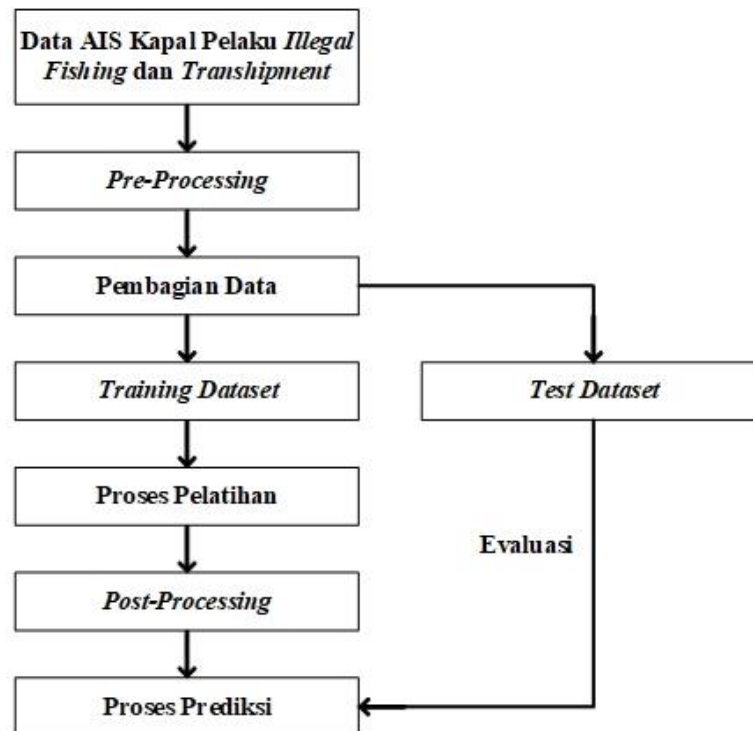 Data AIS Kapal Pelaku Illegal
Fishing dan Transhipment
Pre-Processing
Pembagian Data
Training Dataset
Test Dataset
Proses Pelatihan
Evaluasi
Post-Processing
Proses Prediksi